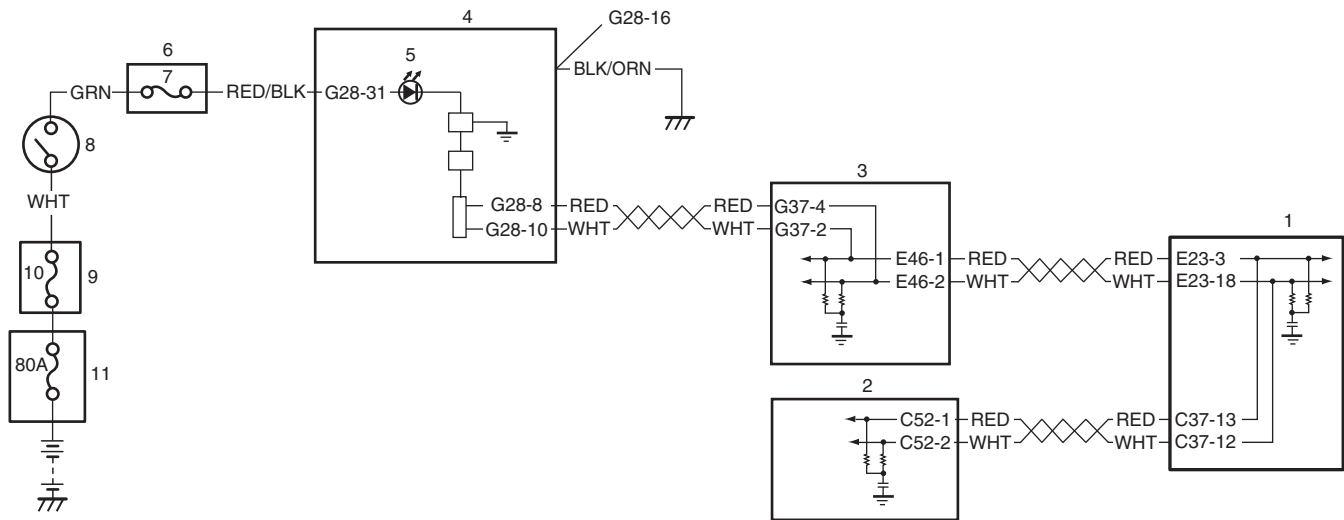 4
G28-16
6
5
7
BLK/ORN
GRN
RED/BLK
G28-31
8
3
WHT
G28-8
RED
RED
G37-4
G28-10
WHT
WHT
G37-2
1
10
9
E46-1
RED
RED
E23-3
E46-2
WHT
WHT
E23-18
80A
11
2
C52-1
RED
RED
C37-13
C52-2
WHT
WHT
C37-12